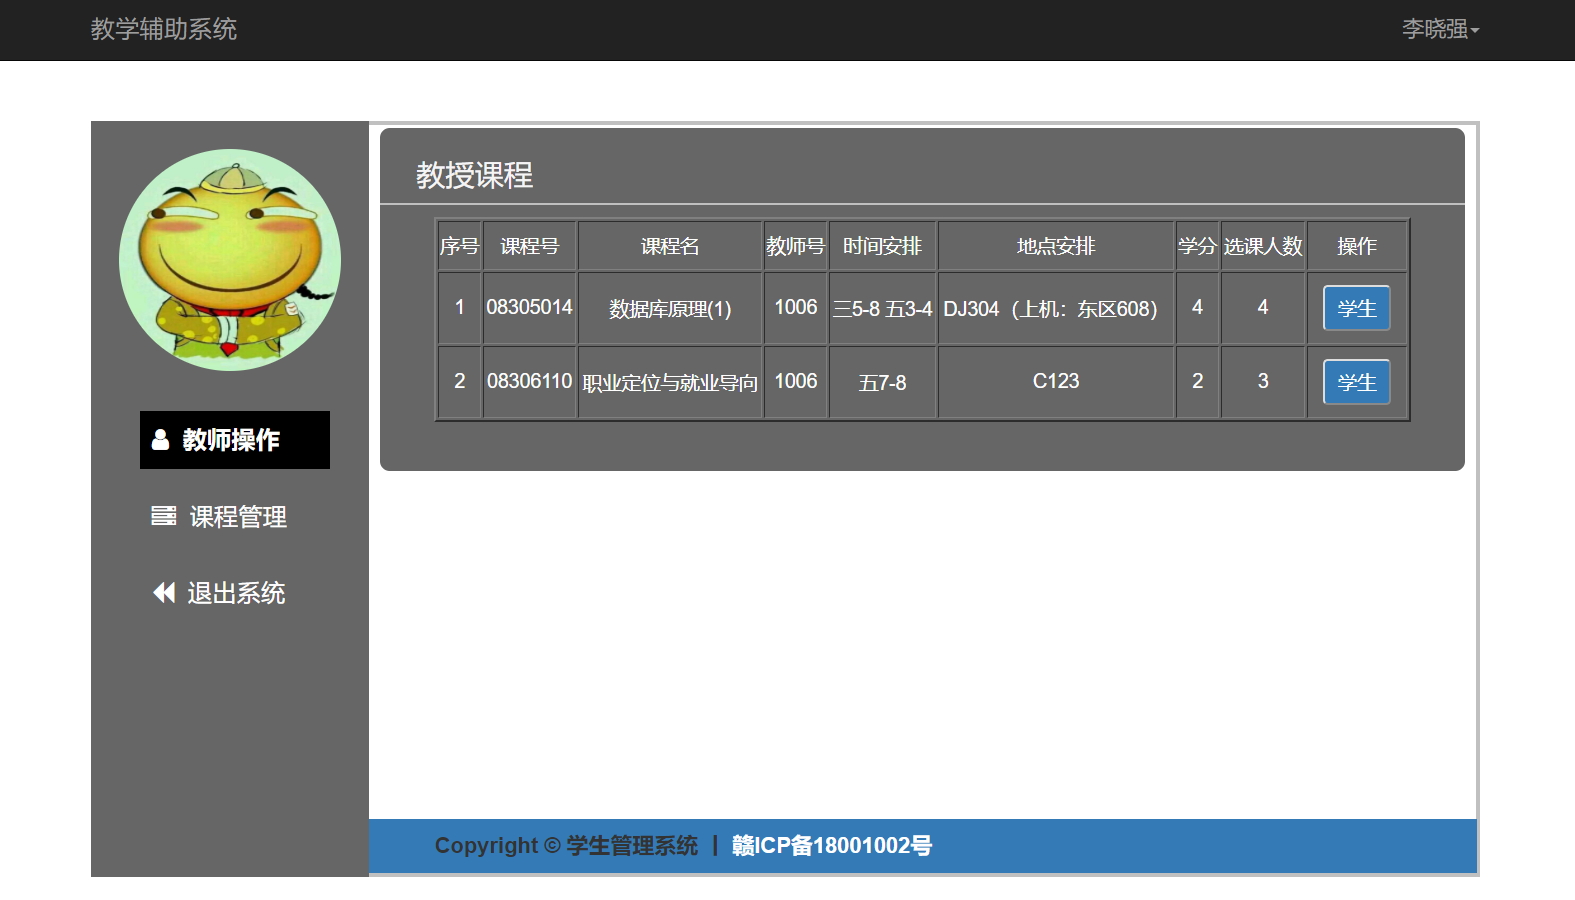 教学辅助系统 李晓强
教授课程
序号 课程号 课程名 教师号 时间安排 地点安排 学分 选课人数 操作
1 08305014 数据库原理(1) 1006 三5-8 五3-4 DJ304（上机：东区608） 4 4 学生
2 08306110 职业定位与就业导向 1006 五7-8 C123 2 3 学生
教师操作
课程管理
退出系统
Copyright © 学生管理系统 | 赣ICP备18001002号